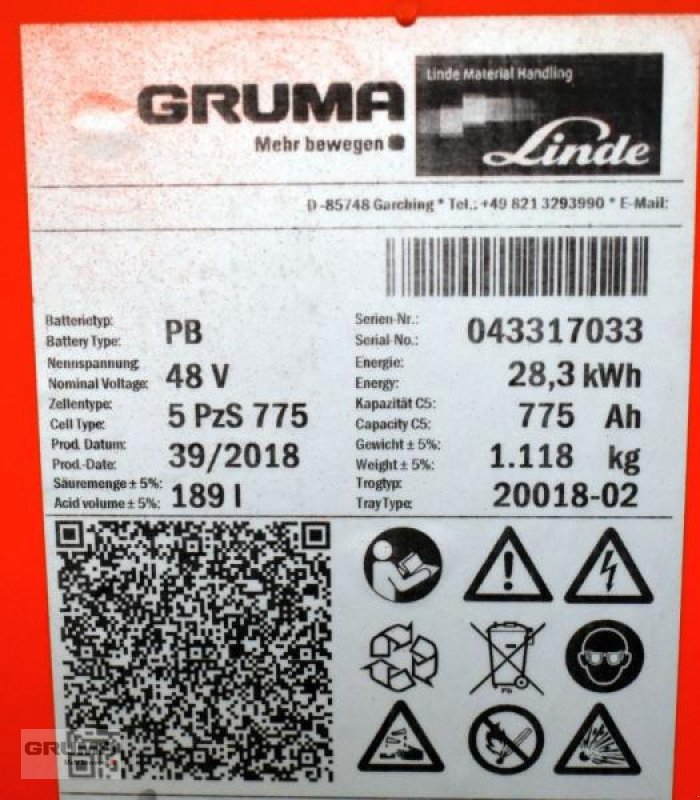 GRUMA
Mehr bewegen
Linde Material Handling
Linde
D-85748 Garching * Tel.: +49 821 3293990 * E-Mail:
Batterietyp:
Battery Type:
PB
Serien-Nr.:
Serial-No.:
043317033
Nennspannung:
Nominal Voltage:
48 V
Energie:
Energy:
28,3 kWh
Zellentype:
Cell Type:
5 PzS 775
Kapazität C5:
Capacity C5:
775 Ah
Prod. Datum:
Prod.-Date:
39/2018
Gewicht ± 5%:
Weight ± 5%:
1.118 kg
Säuremenge ± 5%:
Acid volume ± 5%:
189 l
Trogtyp:
Tray Type:
20018-02
Pb
GRUMA
Mehr bewegen